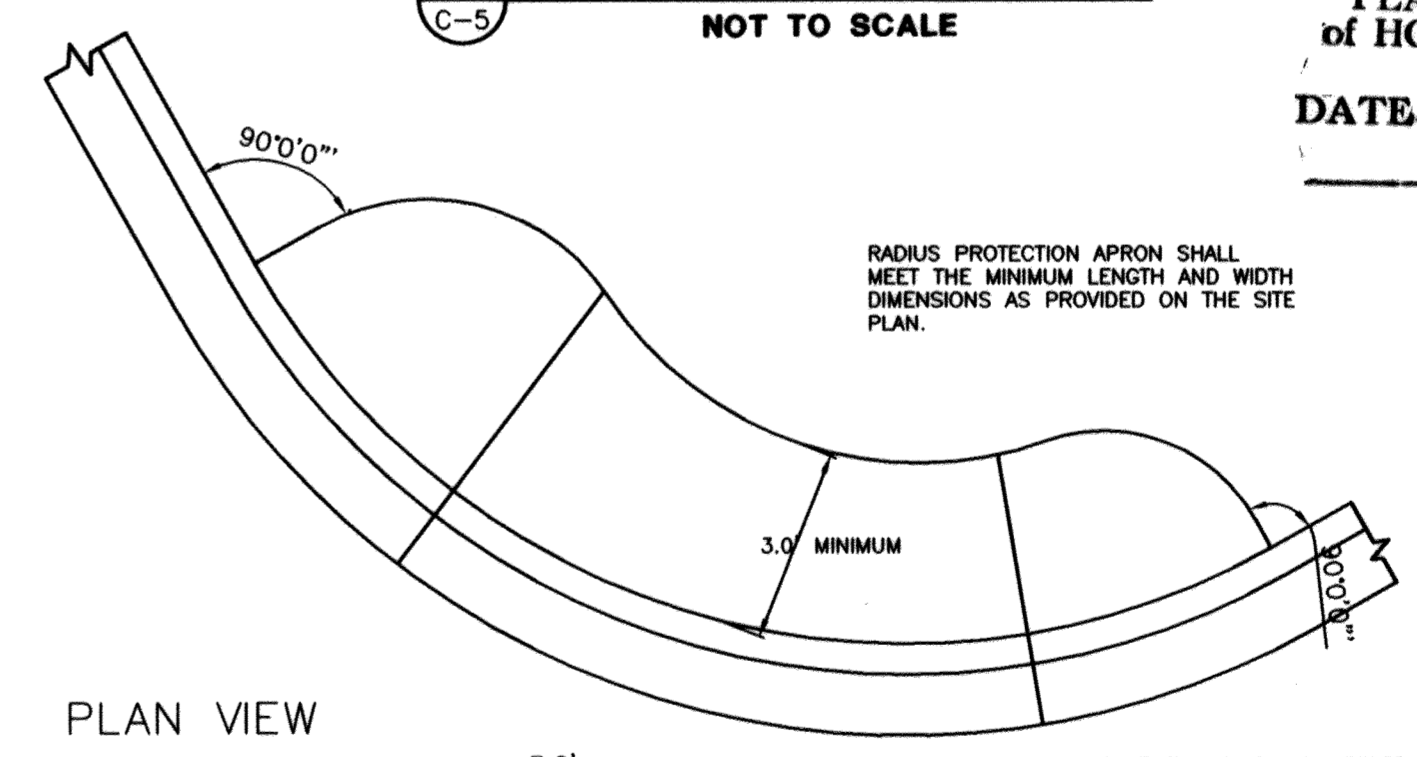 C-5
NOT TO SCALE
of HO
DATE
90°0'0"'
RADIUS PROTECTION APRON SHALL
MEET THE MINIMUM LENGTH AND WIDTH
DIMENSIONS AS PROVIDED ON THE SITE
PLAN.
3.0' MINIMUM
90°0'0"
PLAN VIEW